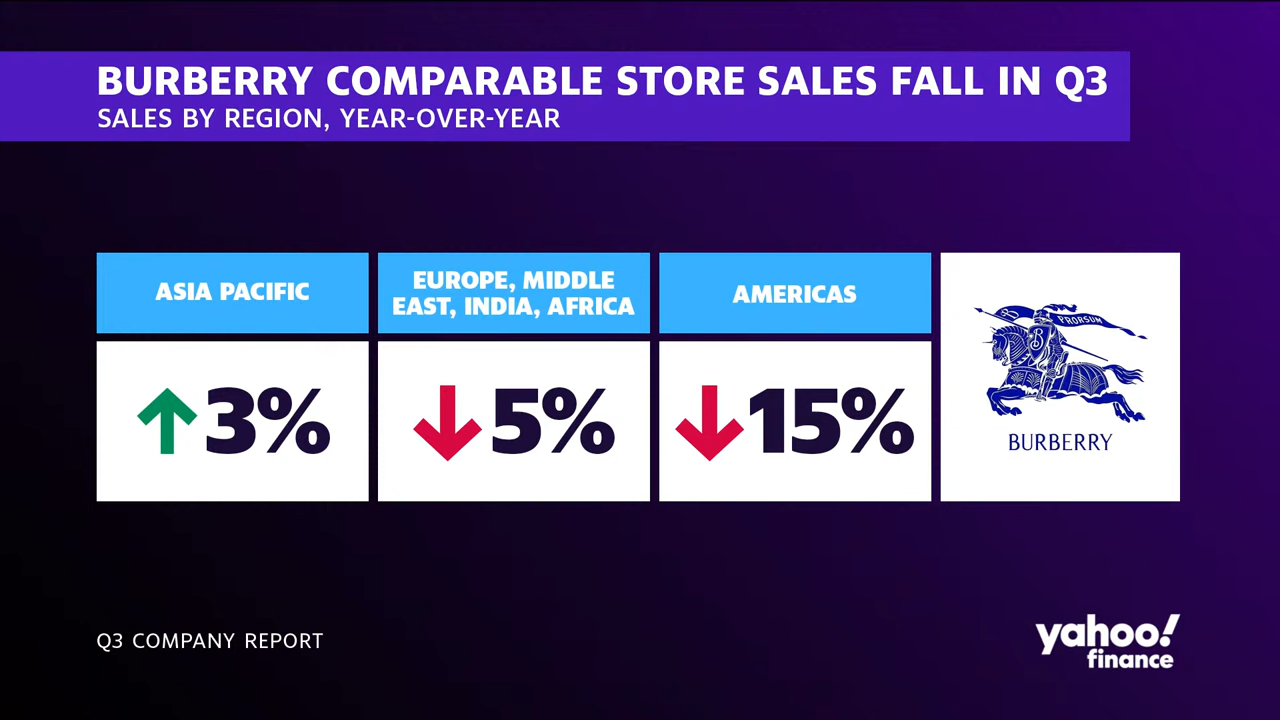 BURBERRY COMPARABLE STORE SALES FALL IN Q3
SALES BY REGION, YEAR-OVER-YEAR
ASIA PACIFIC
3%
EUROPE, MIDDLE
EAST, INDIA, AFRICA
5%
AMERICAS
15%
PRORSUM
B
BURBERRY
Q3 COMPANY REPORT
yahoo!
finance